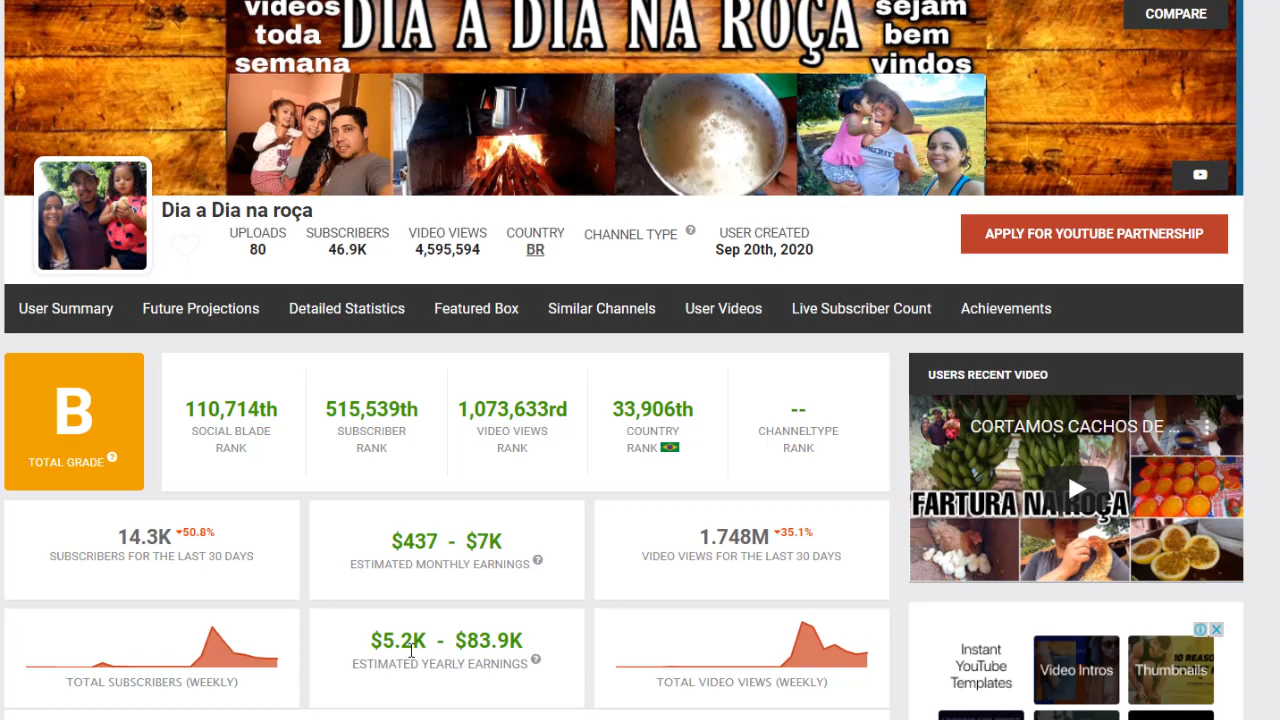 videos
toda
semana
DIA A DIA NA ROÇA
sejam
bem
vindos
COMPARE
Dia a Dia na roça
UPLOADS
80
SUBSCRIBERS
46.9K
VIDEO VIEWS
4,595,594
COUNTRY
BR
CHANNEL TYPE
USER CREATED
Sep 20th, 2020
APPLY FOR YOUTUBE PARTNERSHIP
User Summary Future Projections Detailed Statistics Featured Box Similar Channels User Videos Live Subscriber Count Achievements
B
TOTAL GRADE ?
110,714th
SOCIAL BLADE
RANK
515,539th
SUBSCRIBER
RANK
1,073,633rd
VIDEO VIEWS
RANK
33,906th
COUNTRY
RANK
--
CHANNELTYPE
RANK
USERS RECENT VIDEO
CORTAMOS CACHOS DE ...
FARTURA NA ROÇA
14.3K 50.8%
SUBSCRIBERS FOR THE LAST 30 DAYS
$437 - $7K
ESTIMATED MONTHLY EARNINGS ?
1.748M 35.1%
VIDEO VIEWS FOR THE LAST 30 DAYS
TOTAL SUBSCRIBERS (WEEKLY)
$5.2K - $83.9K
ESTIMATED YEARLY EARNINGS ?
TOTAL VIDEO VIEWS (WEEKLY)
Instant
YouTube
Templates
Video Intros
Thumbnails